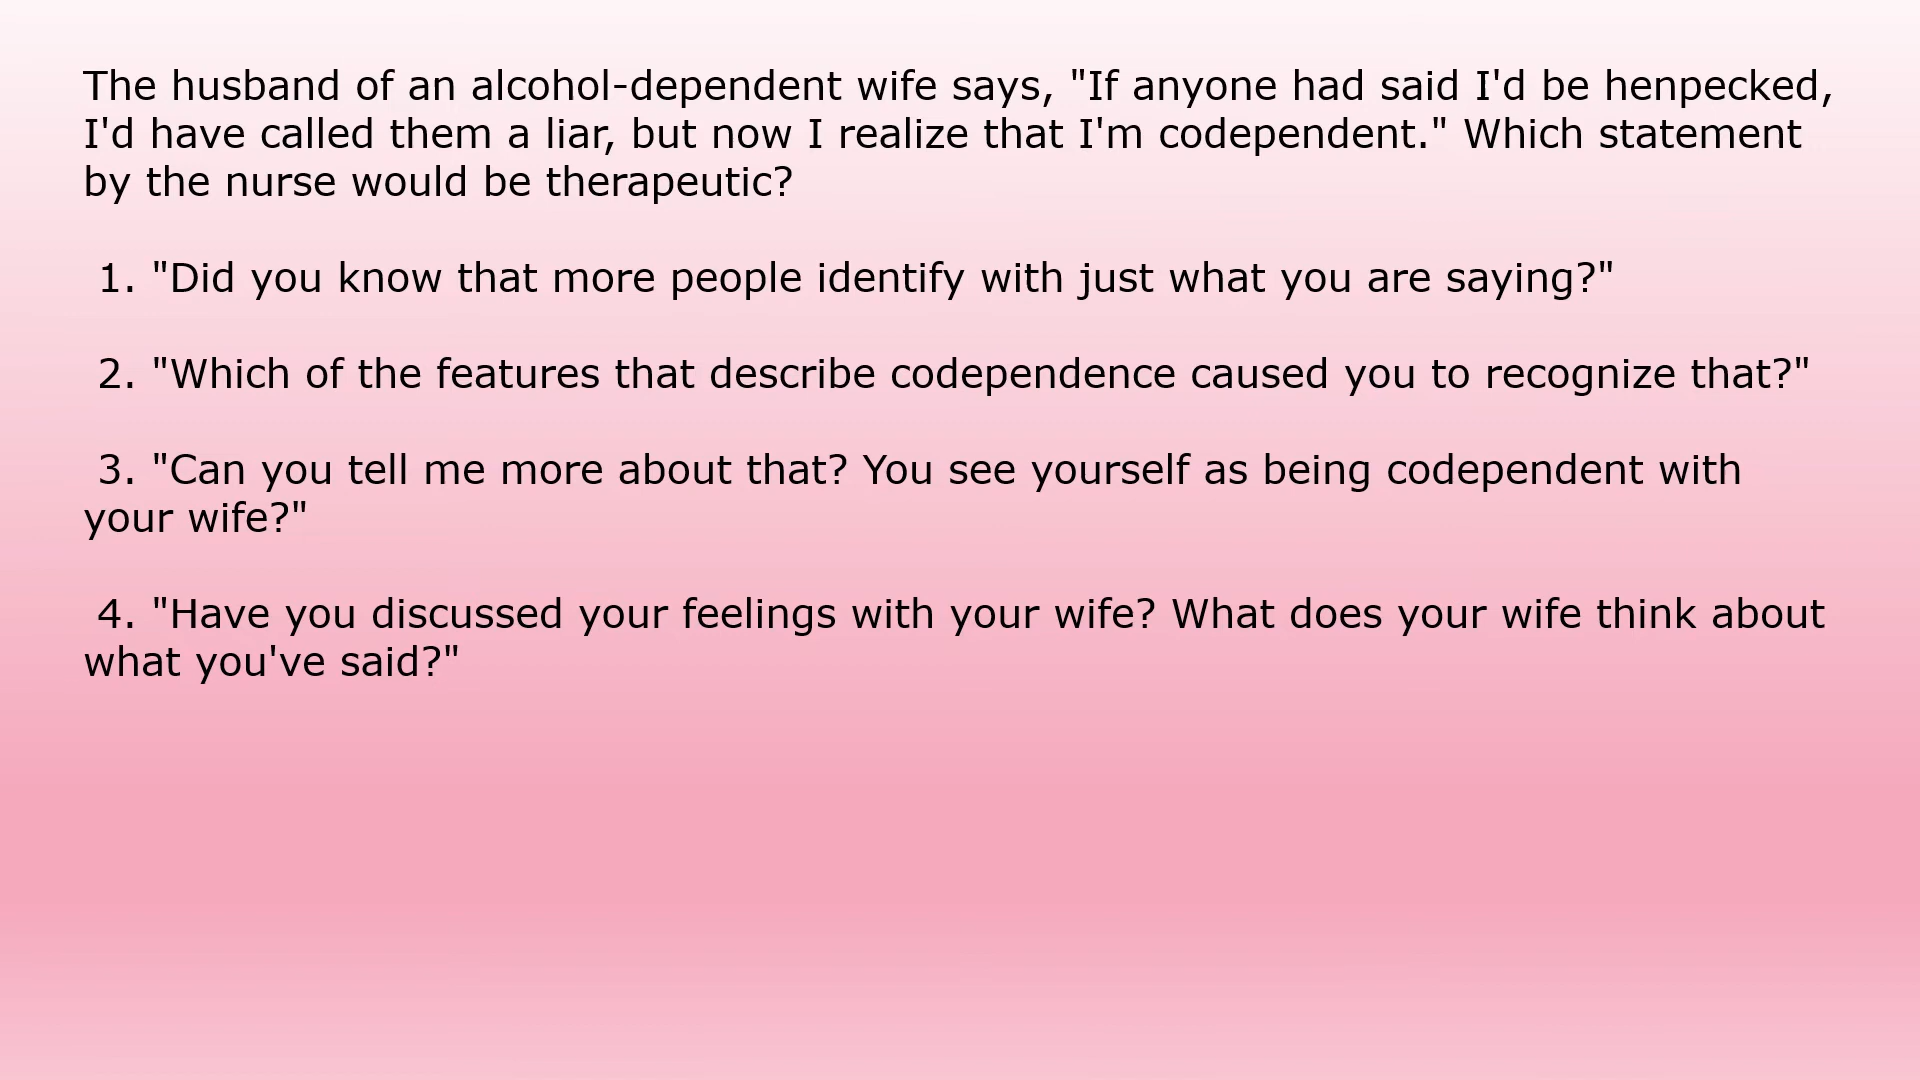 The husband of an alcohol-dependent wife says, "If anyone had said I'd be henpecked,
I'd have called them a liar, but now I realize that I'm codependent." Which statement
by the nurse would be therapeutic?
1. "Did you know that more people identify with just what you are saying?"
2. "Which of the features that describe codependence caused you to recognize that?"
3. "Can you tell me more about that? You see yourself as being codependent with
your wife?"
4. "Have you discussed your feelings with your wife? What does your wife think about
what you've said?"